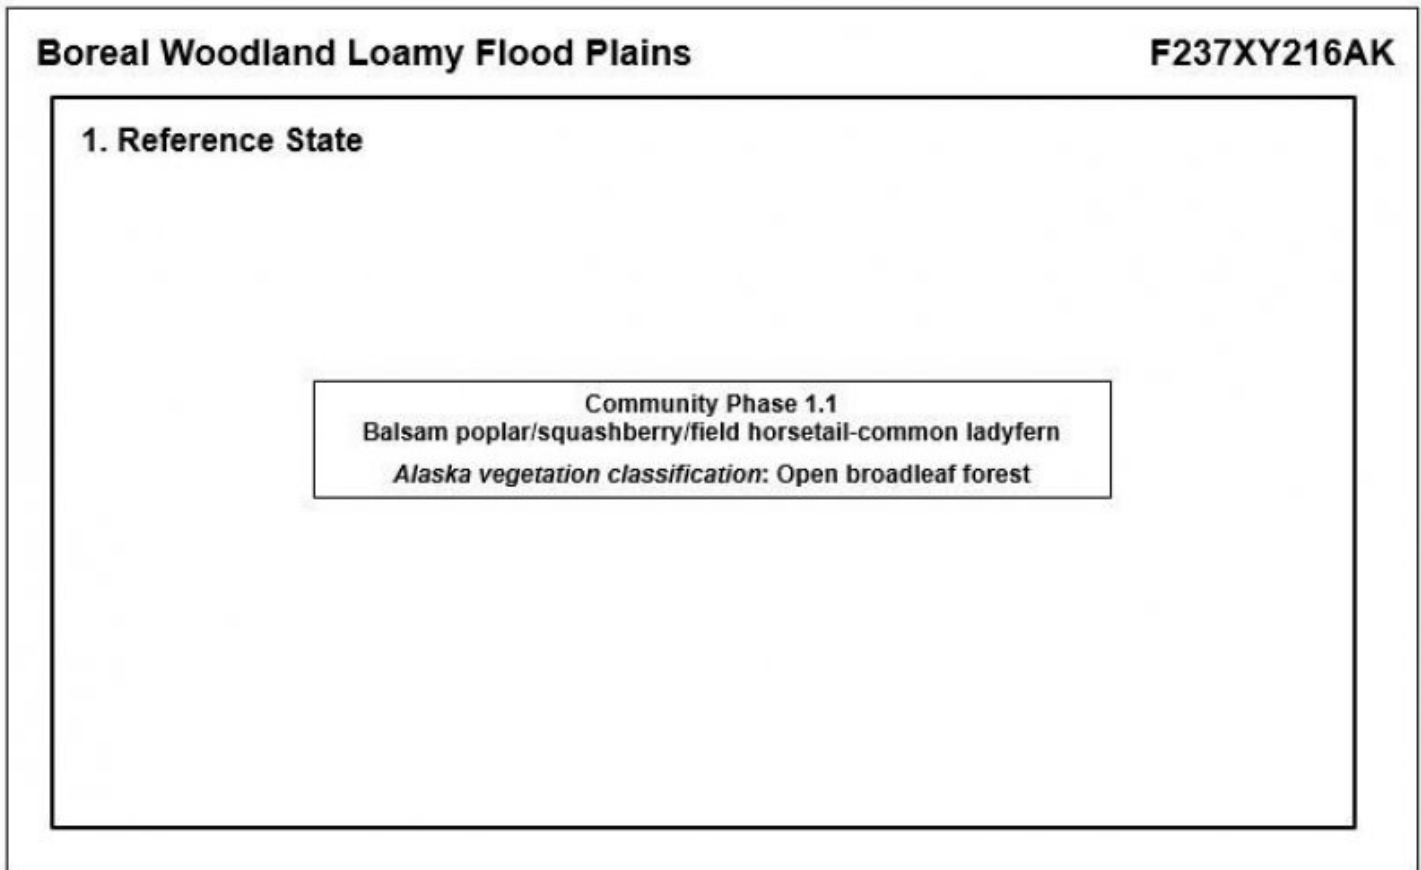 Boreal Woodland Loamy Flood Plains F237XY216AK
1. Reference State
Community Phase 1.1
Balsam poplar/squashberry/field horsetail-common ladyfern
Alaska vegetation classification: Open broadleaf forest